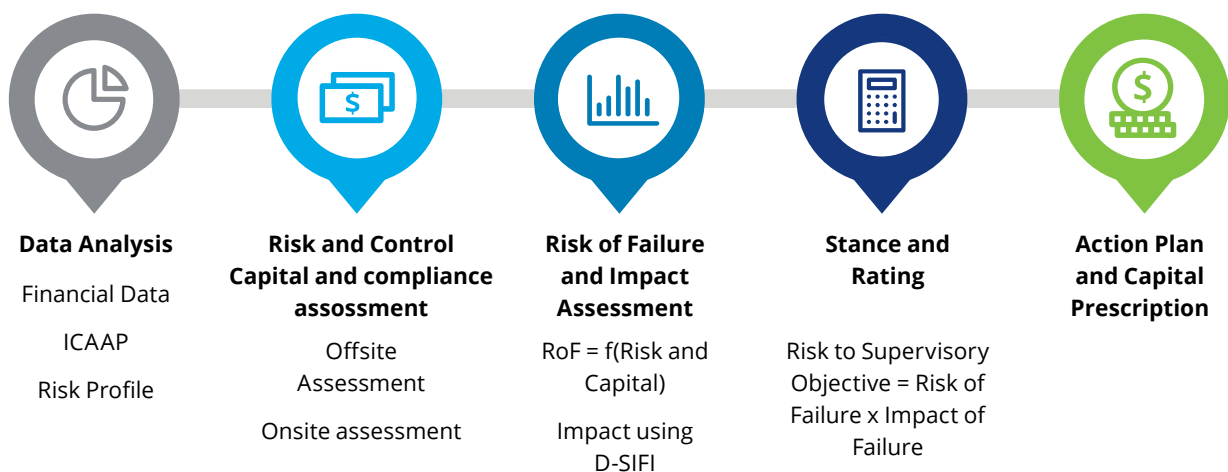 $
$
Data Analysis
Financial Data
ICAAP
Risk Profile
Risk and Control
Capital and compliance
assossment
Offsite
Assessment
Onsite assessment
Risk of Failure
and Impact
Assessment
RoF = f(Risk and
Capital)
Impact using
D-SIFI
Stance and
Rating
Risk to Supervisory
Objective = Risk of
Failure x Impact of
Failure
Action Plan
and Capital
Prescription